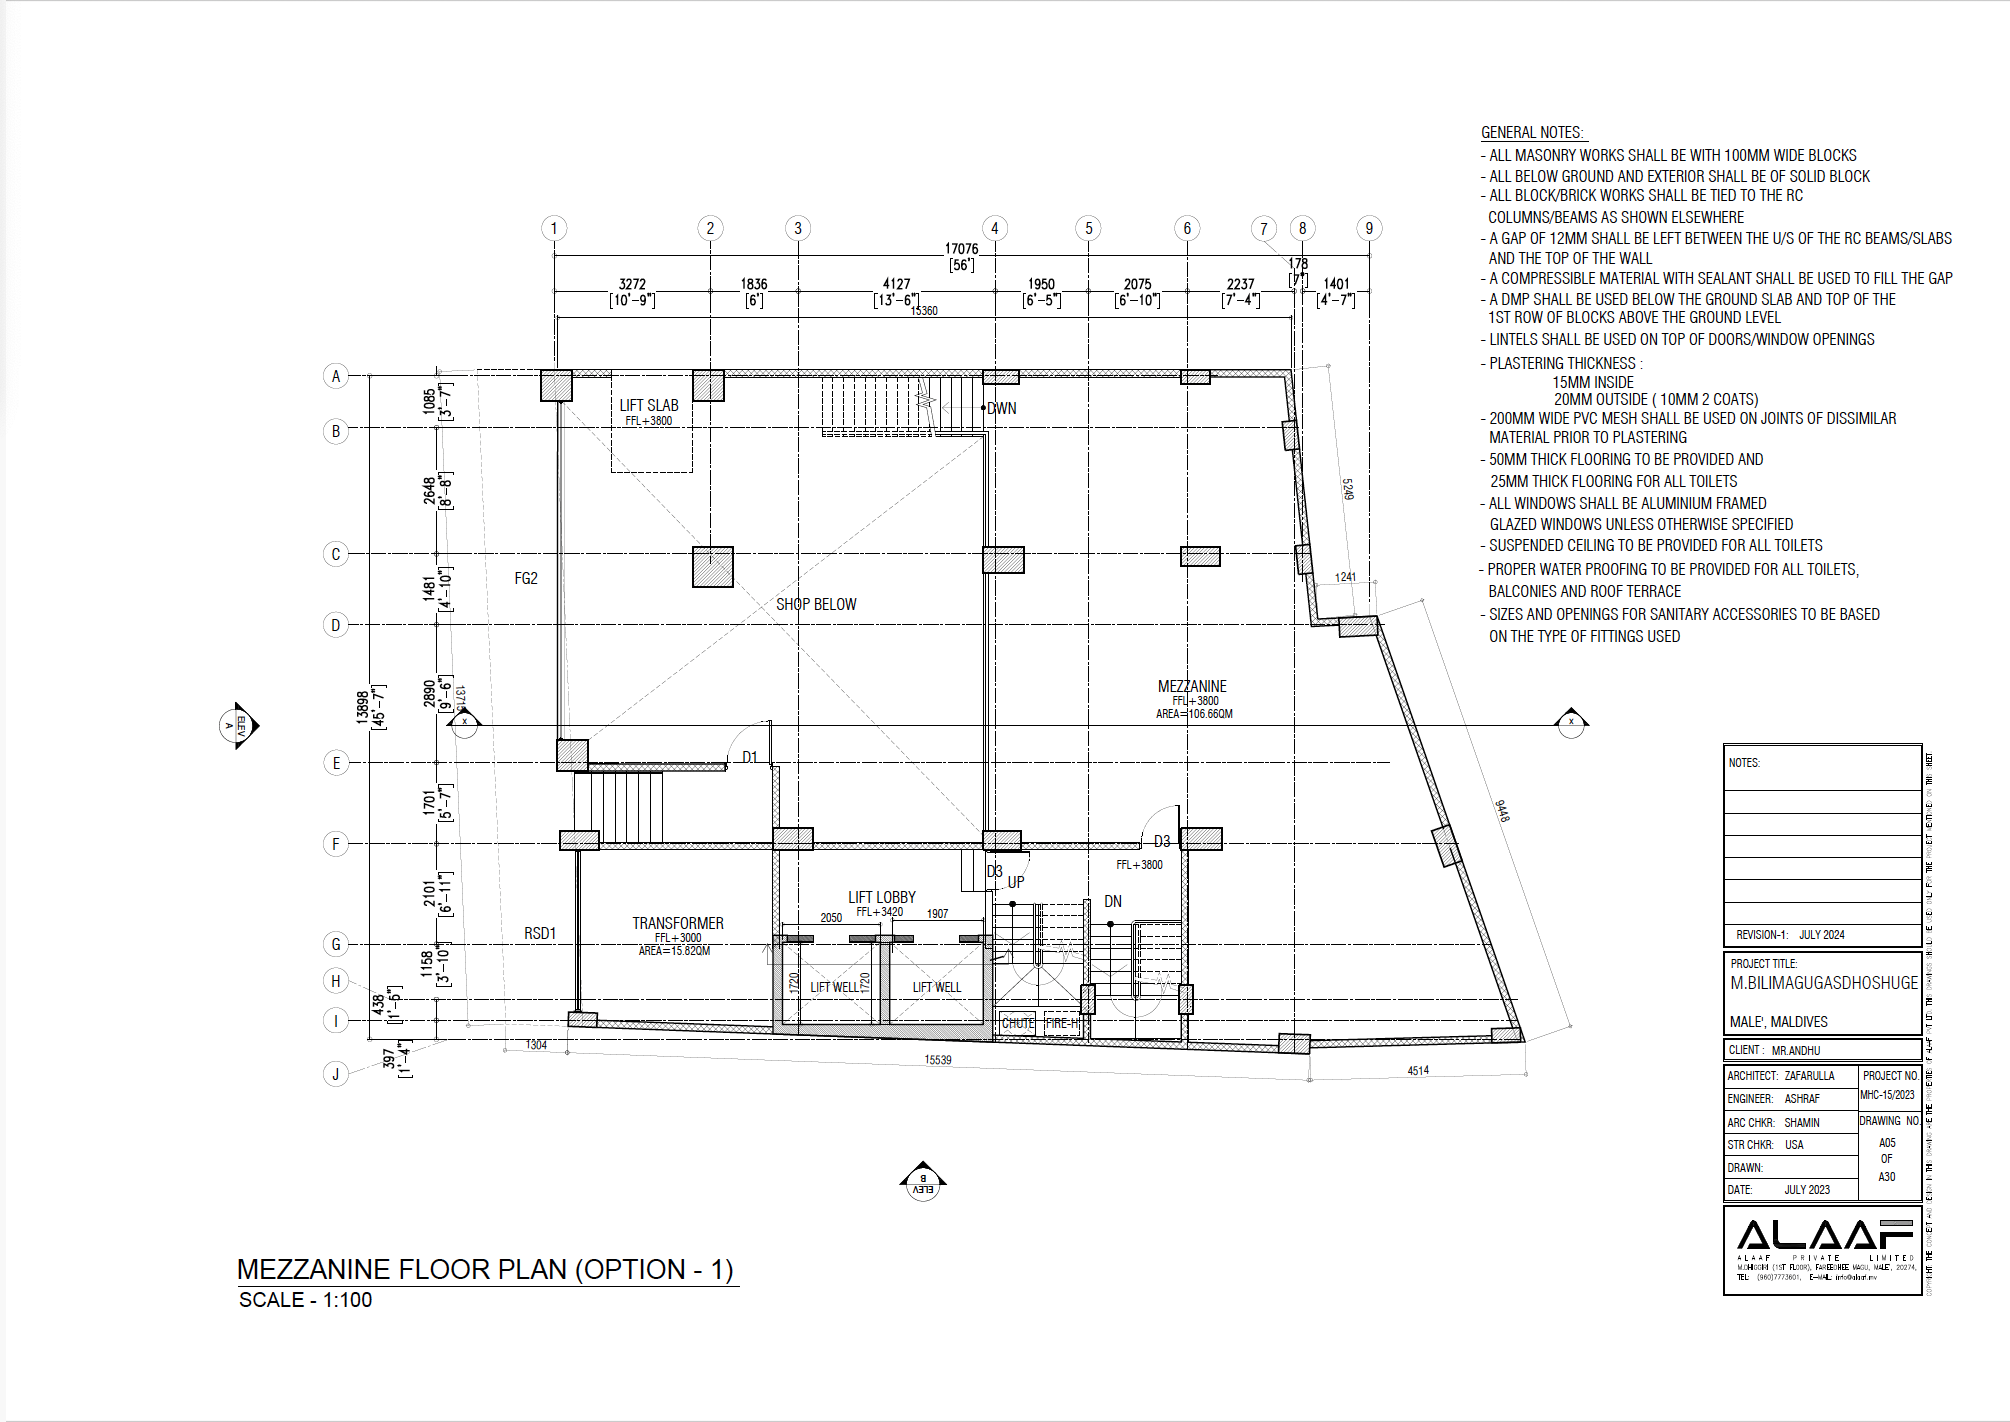 GENERAL NOTES:
- ALL MASONRY WORKS SHALL BE WITH 100MM WIDE BLOCKS
- ALL BELOW GROUND AND EXTERIOR SHALL BE OF SOLID BLOCK
- ALL BLOCK/BRICK WORKS SHALL BE TIED TO THE RC
COLUMNS/BEAMS AS SHOWN ELSEWHERE
- A GAP OF 12MM SHALL BE LEFT BETWEEN THE U/S OF THE RC BEAMS/SLABS
AND THE TOP OF THE WALL
- A COMPRESSIBLE MATERIAL WITH SEALANT SHALL BE USED TO FILL THE GAP
- A DMP SHALL BE USED BELOW THE GROUND SLAB AND TOP OF THE
1ST ROW OF BLOCKS ABOVE THE GROUND LEVEL
- LINTELS SHALL BE USED ON TOP OF DOORS/WINDOW OPENINGS
- PLASTERING THICKNESS :
15MM INSIDE
20MM OUTSIDE ( 10MM 2 COATS)
- 200MM WIDE PVC MESH SHALL BE USED ON JOINTS OF DISSIMILAR
MATERIAL PRIOR TO PLASTERING
- 50MM THICK FLOORING TO BE PROVIDED AND
25MM THICK FLOORING FOR ALL TOILETS
- ALL WINDOWS SHALL BE ALUMINIUM FRAMED
GLAZED WINDOWS UNLESS OTHERWISE SPECIFIED
- SUSPENDED CEILING TO BE PROVIDED FOR ALL TOILETS
- PROPER WATER PROOFING TO BE PROVIDED FOR ALL TOILETS,
BALCONIES AND ROOF TERRACE
- SIZES AND OPENINGS FOR SANITARY ACCESSORIES TO BE BASED
ON THE TYPE OF FITTINGS USED
1 2 3 4 5 6 7 8 9
17076
[56']
178
[7"]
3272 1836 4127 1950 2075 2237 1401
[10'-9"] [6'] [13'-6"] [6'-5"] [6'-10"] [7'-4"] [4'-7"]
15360
A
B
C
D
E
F
G
H
I
J
1085
[3'-7"]
2648
[8'-8"]
1481
[4'-10"]
2890
[9'-6"]
1701
[5'-7"]
2101
[6'-11"]
1158
[3'-10"]
438
[1'-5"]
397
[1'-4"]
13898
[45'-7"]
LIFT SLAB
FFL+3800
DWN
5249
1241
FG2
SHOP BELOW
MEZZANINE
FFL+3800
AREA=106.66QM
X
X
ELEV
A
D1
9448
D3
FFL+3800
D3
UP
DN
LIFT LOBBY
FFL+3420
2050
1907
TRANSFORMER
FFL+3000
AREA=15.82QM
RSD1
1720
LIFT WELL
1720
LIFT WELL
CHUTE
FIRE-H
1304
15539
4514
B
ELEV
MEZZANINE FLOOR PLAN (OPTION - 1)
SCALE - 1:100
NOTES:
REVISION-1: JULY 2024
PROJECT TITLE:
M.BILIMAGUGASDHOSHUGE
MALE', MALDIVES
CLIENT : MR.ANDHU
ARCHITECT: ZAFARULLA
ENGINEER: ASHRAF
ARC CHKR: SHAMIN
STR CHKR: USA
DRAWN:
DATE: JULY 2023
PROJECT NO.
MHC-15/2023
DRAWING NO.
A05
OF
A30
ALAAF
ALAAF PRIVATE LIMITED
M.DHIGGIRI (1ST FLOOR), FAREEDHEE MAGU, MALE', 20274,
TEL: (960)7773601, E-MAIL: info@alaaf.mv